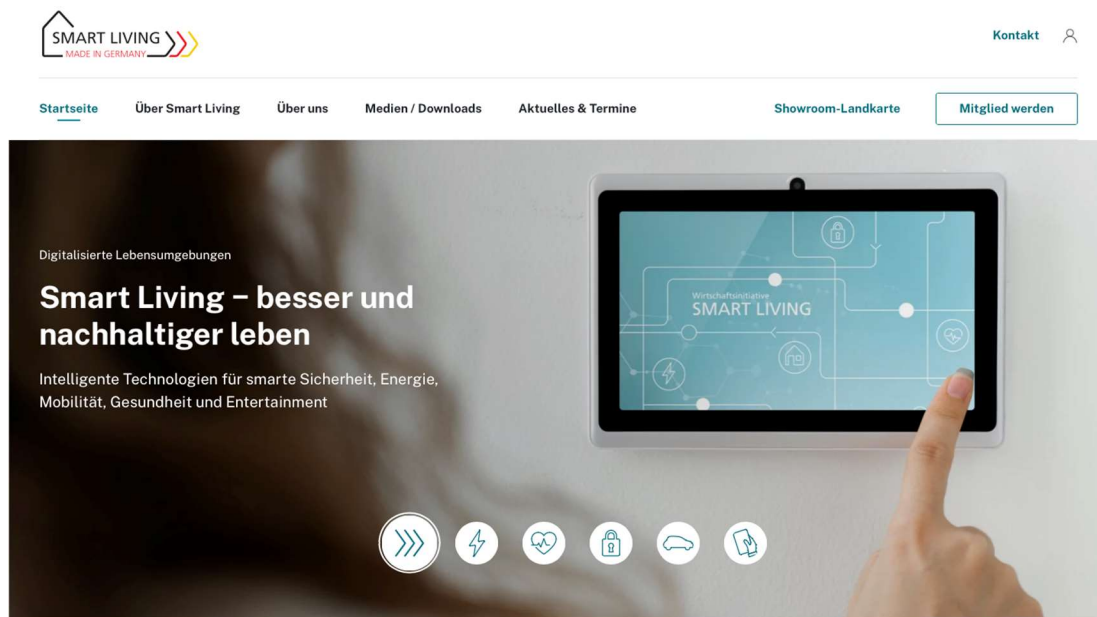 SMART LIVING
MADE IN GERMANY
Kontakt
Startseite
Über Smart Living
Über uns
Medien / Downloads
Aktuelles & Termine
Showroom-Landkarte
Mitglied werden
Digitalisierte Lebensumgebungen
Smart Living – besser und
nachhaltiger leben
Intelligente Technologien für smarte Sicherheit, Energie,
Mobilität, Gesundheit und Entertainment
Wirtschaftsinitiative
SMART LIVING